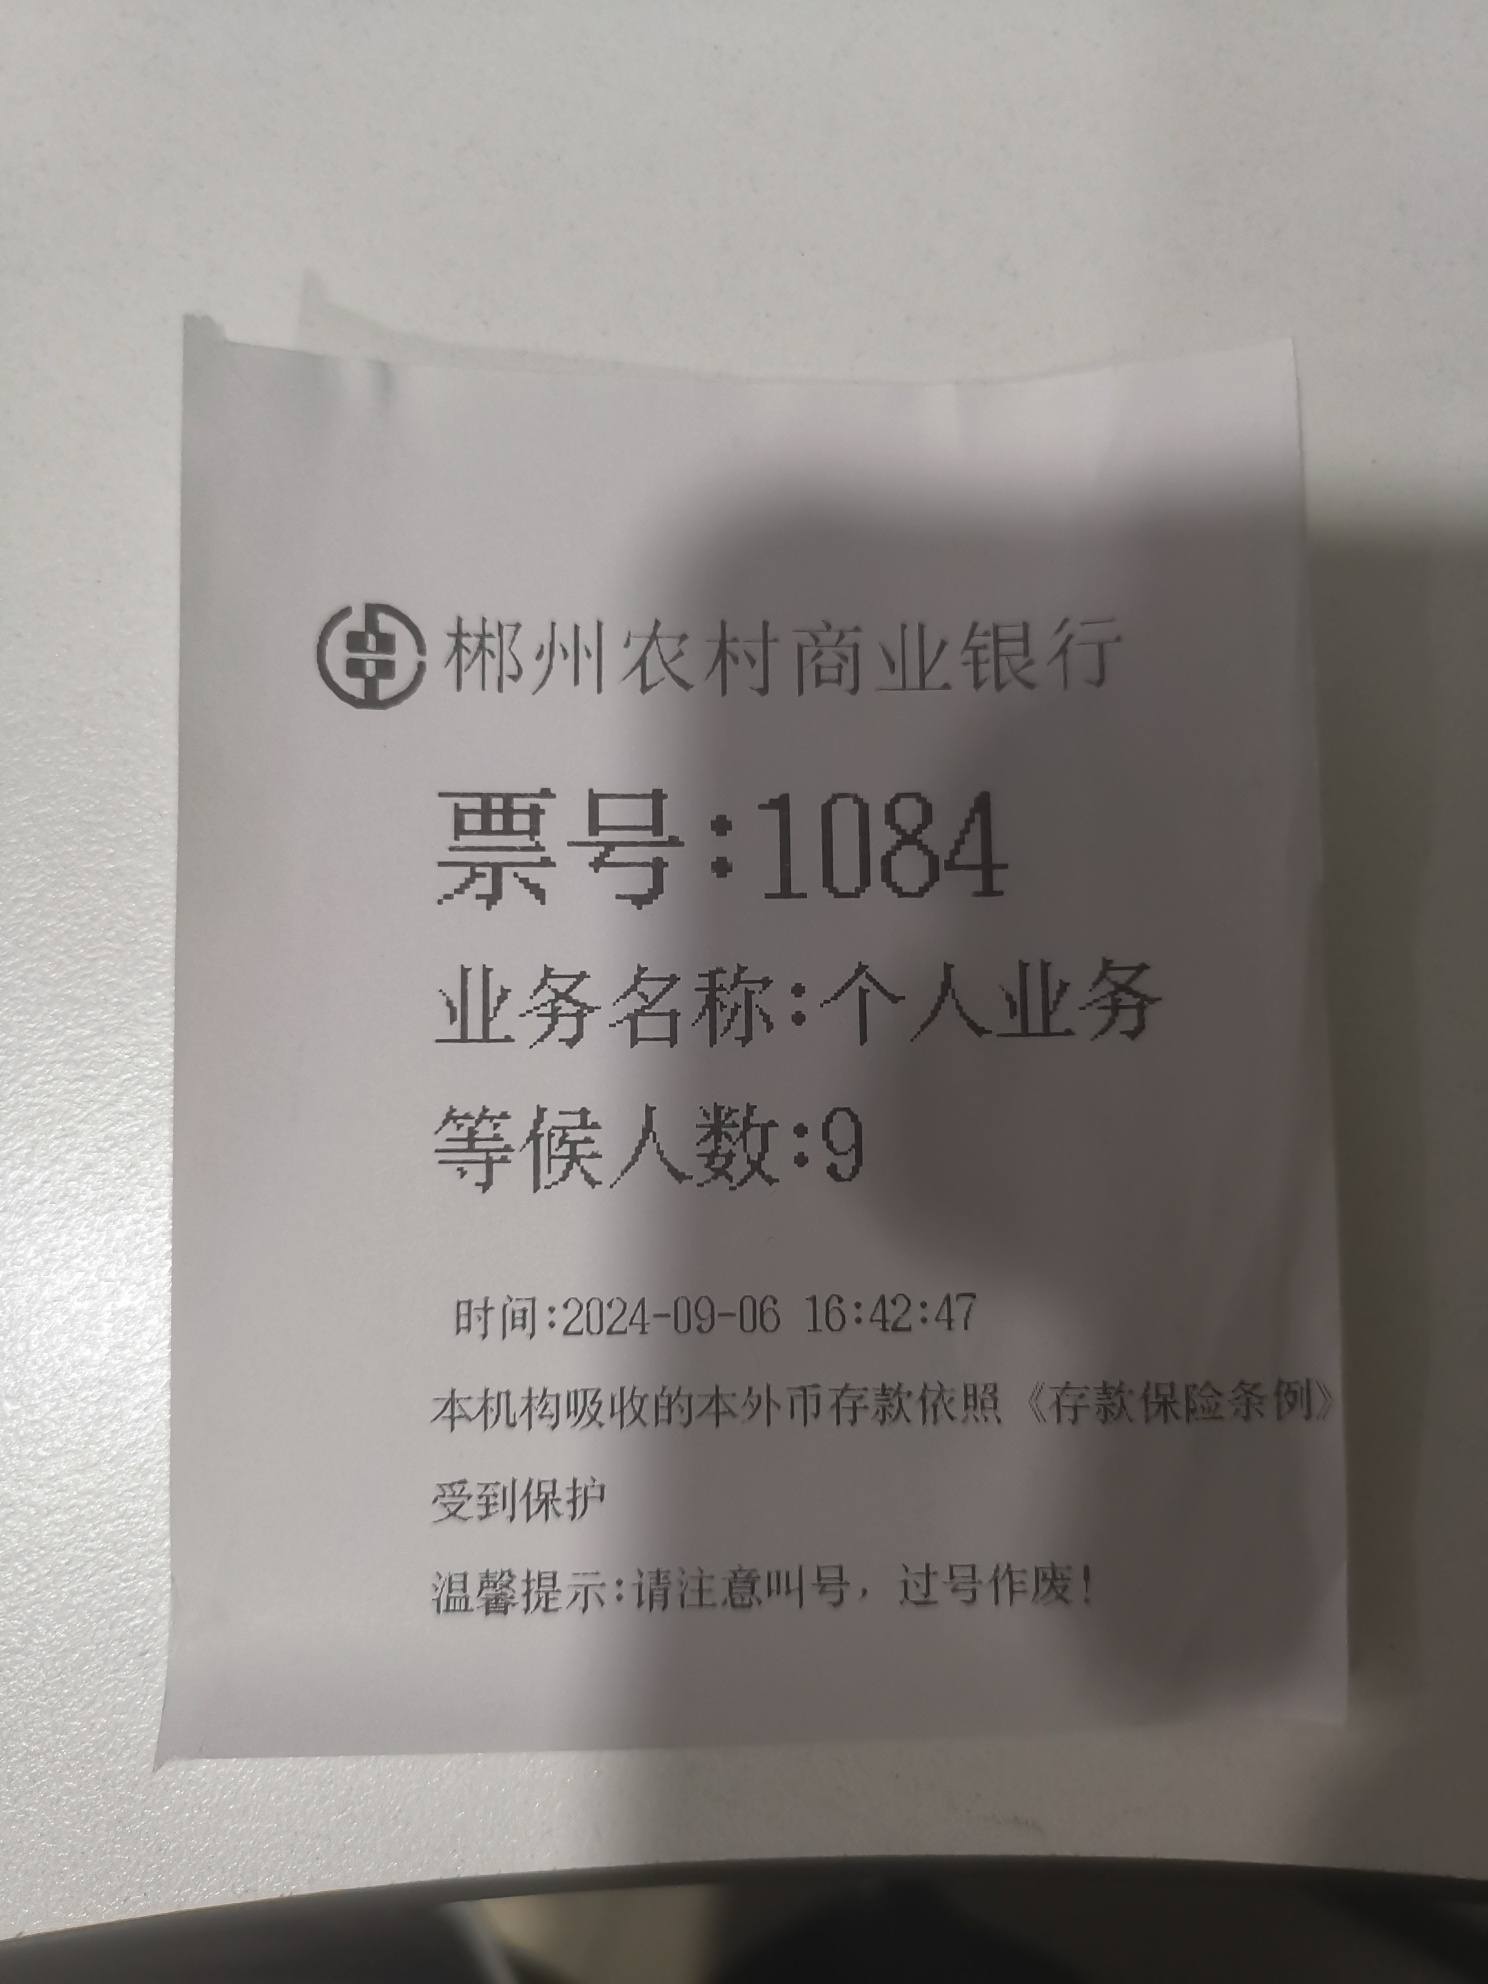 郴州农村商业银行
票号:1084
业务名称:个人业务
等候人数:9
时间:2024-09-06 16:42:47
本机构吸收的本外币存款依照《存款保险条例》
受到保护
温馨提示:请注意叫号，过号作废!